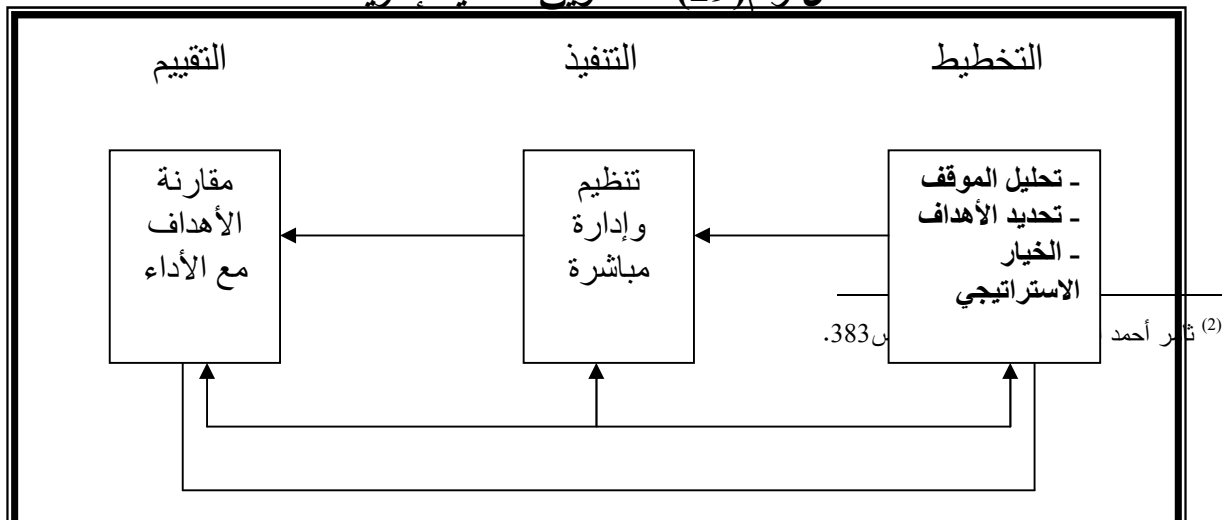 التخطيط
التنفيذ
التقييم
- تحليل الموقف
- تحديد الأهداف
- الخيار
الاستراتيجي
تنظيم
وإدارة
مباشرة
مقارنة
الأهداف
مع الأداء
(2) أحمد ص383.